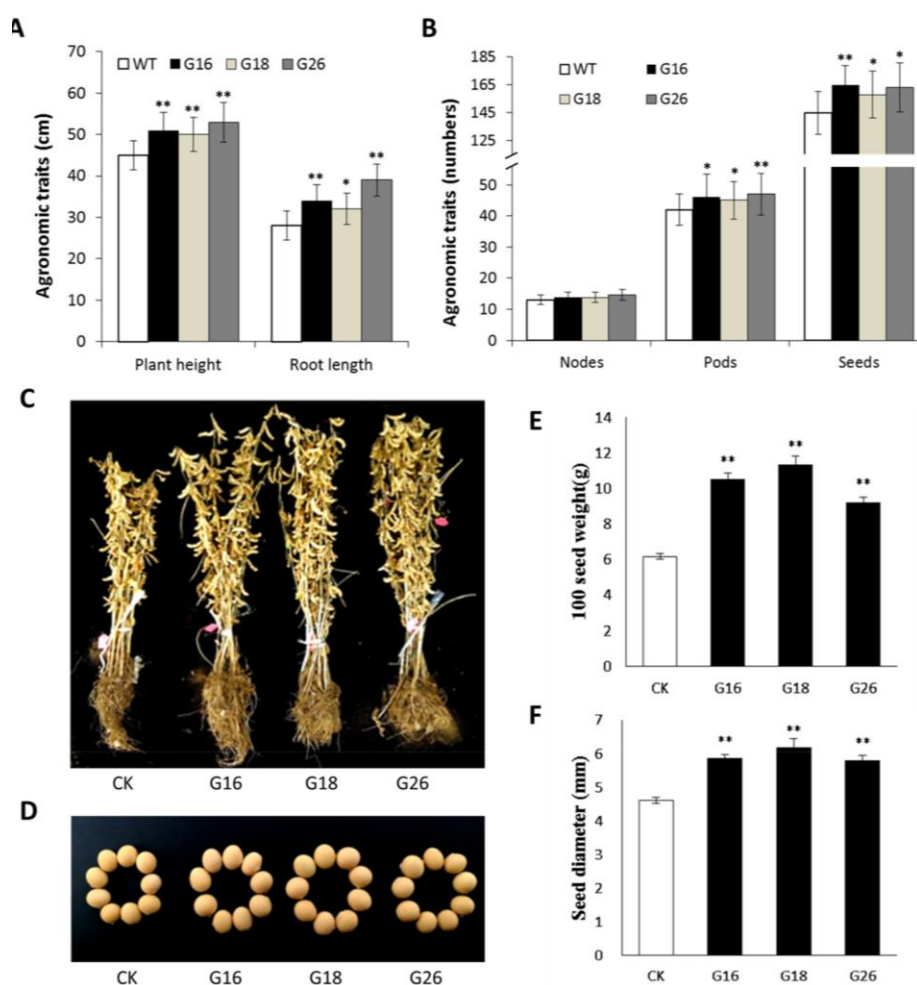 A
Agronomic traits (cm)
70
60
50
40
30
20
10
0
WT G16 G18 G26
** ** **
** * **
Plant height Root length
B
Agronomic traits (numbers)
185
165
145
125
50
40
30
20
10
0
WT G16
G18 G26
* * **
** * *
Nodes Pods Seeds
C
CK G16 G18 G26
D
CK G16 G18 G26
E
100 seed weight(g)
14
12
10
8
6
4
2
0
** ** **
CK G16 G18 G26
F
Seed diameter (mm)
7
6
5
4
3
2
1
0
** ** **
CK G16 G18 G26